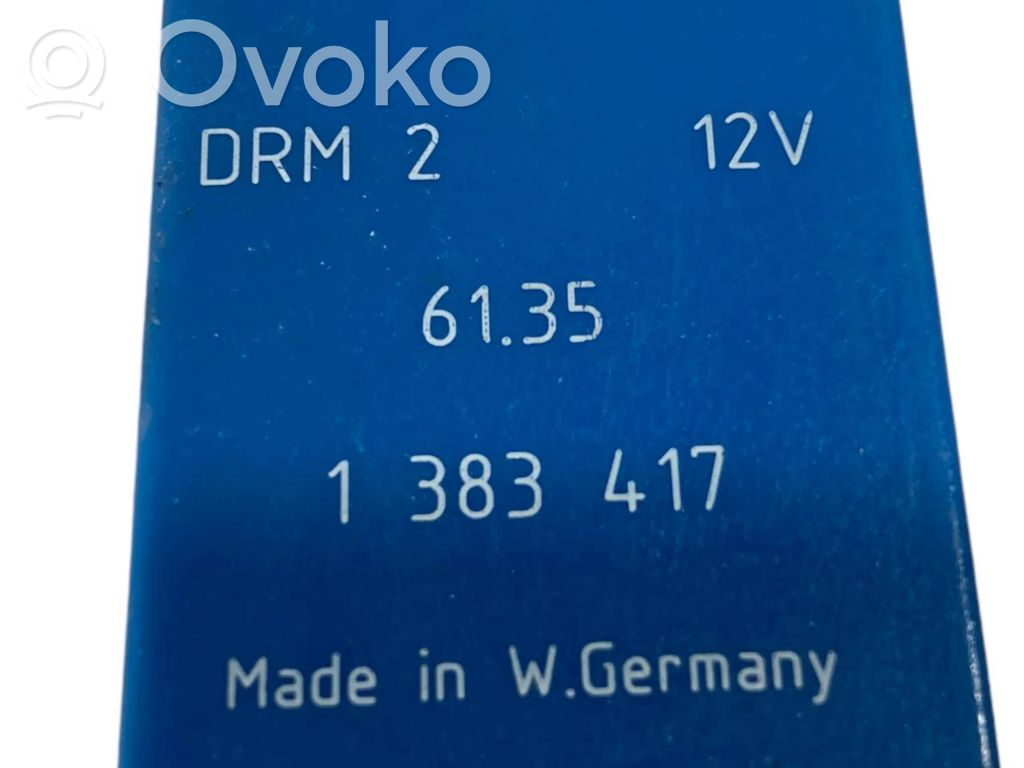 Ovoko
DRM 2 12V
61.35
1 383 417
Made in W.Germany